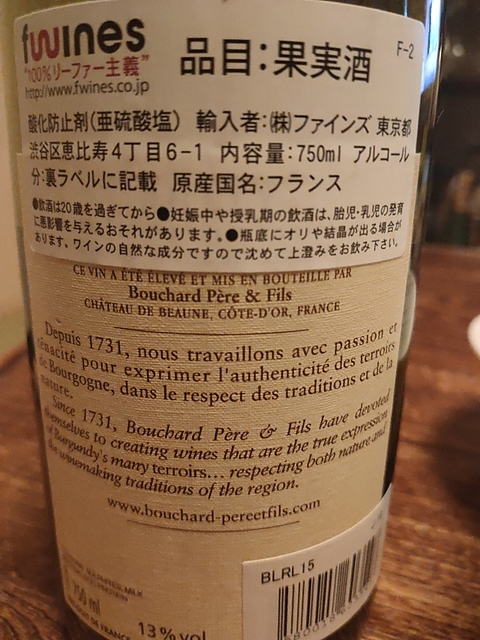 fwines
"100%リーファー主義"
http://www.fwines.co.jp
品目:果実酒
F-2
酸化防止剤(亜硫酸塩) 輸入者:㈱ファインズ 東京都
渋谷区恵比寿4丁目6-1 内容量:750ml アルコール
分:裏ラベルに記載 原産国名:フランス
●飲酒は20歳を過ぎてから●妊娠中や授乳期の飲酒は、胎児・乳児の発育
に悪影響を与えるおそれがあります。●瓶底にオリや結晶が出る場合が
あります。ワインの自然な成分ですので沈めて上澄みをお飲み下さい。
CE VIN A ÉTÉ ÉLEVÉ ET MIS EN BOUTEILLE PAR
Bouchard Père & Fils
CHÂTEAU DE BEAUNE, CÔTE-D'OR, FRANCE
Depuis 1731, nous travaillons avec passion et
ténacité pour exprimer l'authenticité des terroirs
de Bourgogne, dans le respect des traditions et de la
nature.
Since 1731, Bouchard Père & Fils have devoted
themselves to creating wines that are the true expression
of Burgundy's many terroirs... respecting both nature and
the winemaking traditions of the region.
www.bouchard-pereetfils.com
BLRL15
750 ml
13 % vol